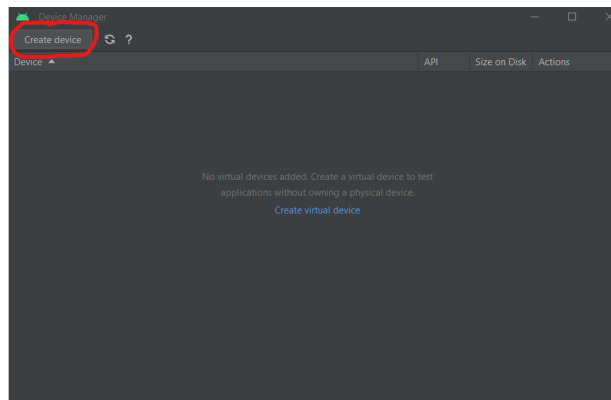 Device Manager
Create device ?
Device API Size on Disk Actions
No virtual devices added. Create a virtual device to test
applications without owning a physical device.
Create virtual device